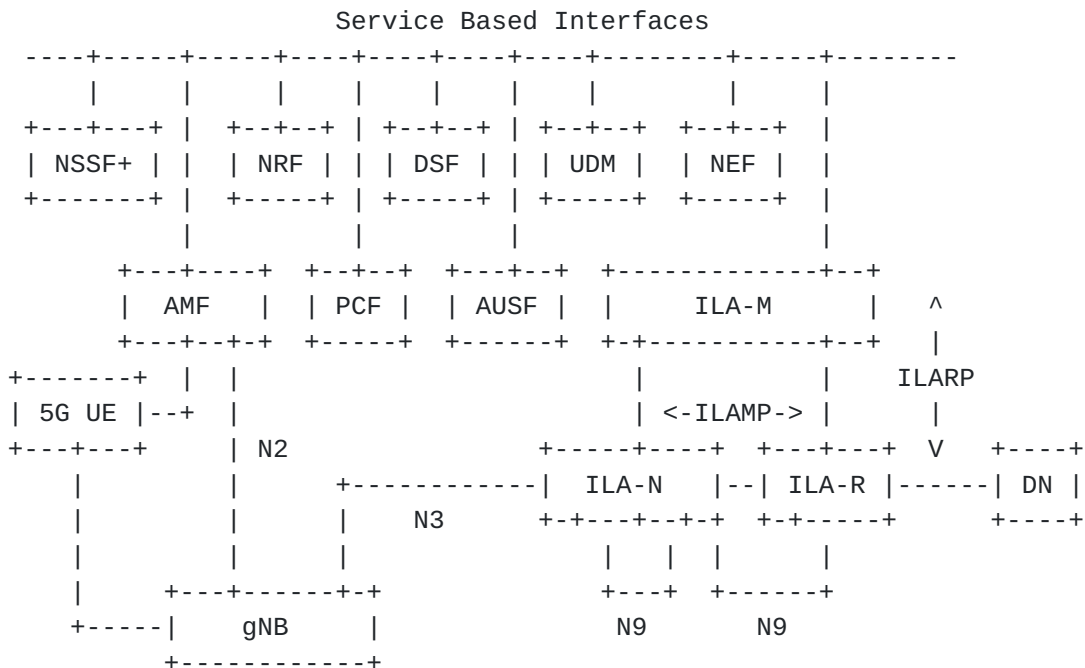 Service Based Interfaces
NSSF+ NRF DSF UDM NEF
AMF PCF AUSF ILA-M ^
ILARP
5G UE <-ILAMP->
N2 V
ILA-N ILA-R DN
N3
gNB N9 N9